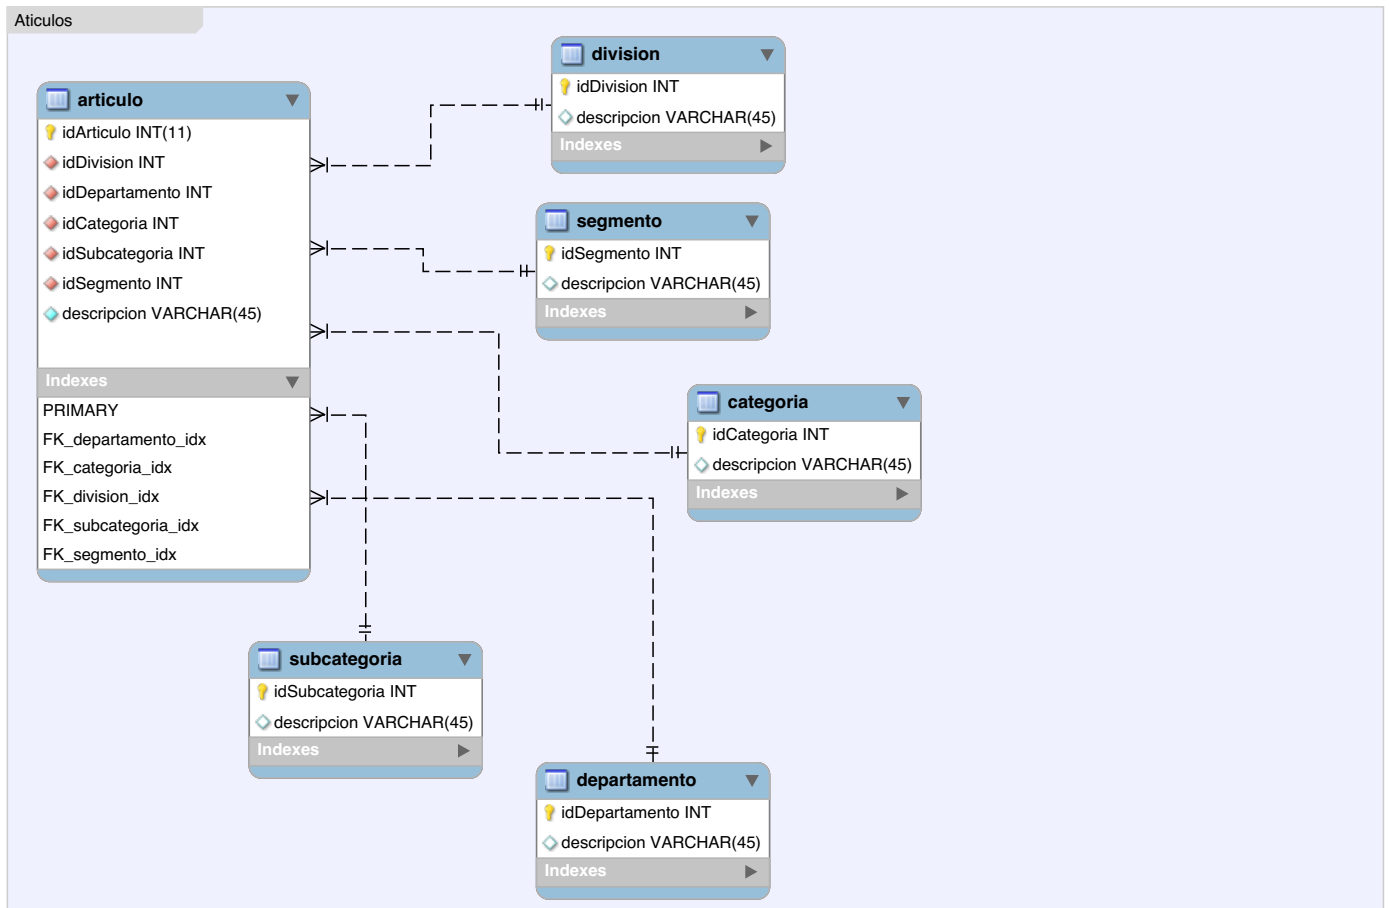 Aticulos
articulo
idArticulo INT(11)
idDivision INT
idDepartamento INT
idCategoria INT
idSubcategoria INT
idSegmento INT
descripcion VARCHAR(45)
Indexes
PRIMARY
FK_departamento_idx
FK_categoria_idx
FK_division_idx
FK_subcategoria_idx
FK_segmento_idx
division
idDivision INT
descripcion VARCHAR(45)
Indexes
segmento
idSegmento INT
descripcion VARCHAR(45)
Indexes
categoria
idCategoria INT
descripcion VARCHAR(45)
Indexes
subcategoria
idSubcategoria INT
descripcion VARCHAR(45)
Indexes
departamento
idDepartamento INT
descripcion VARCHAR(45)
Indexes